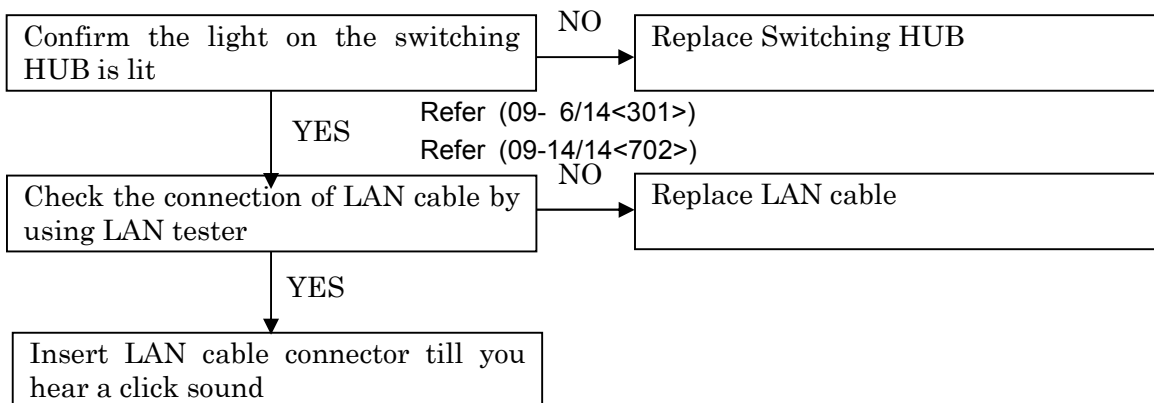 Confirm the light on the switching
HUB is lit
NO
Replace Switching HUB
YES
Refer (09- 6/14<301>)
Refer (09-14/14<702>)
Check the connection of LAN cable by
using LAN tester
NO
Replace LAN cable
YES
Insert LAN cable connector till you
hear a click sound